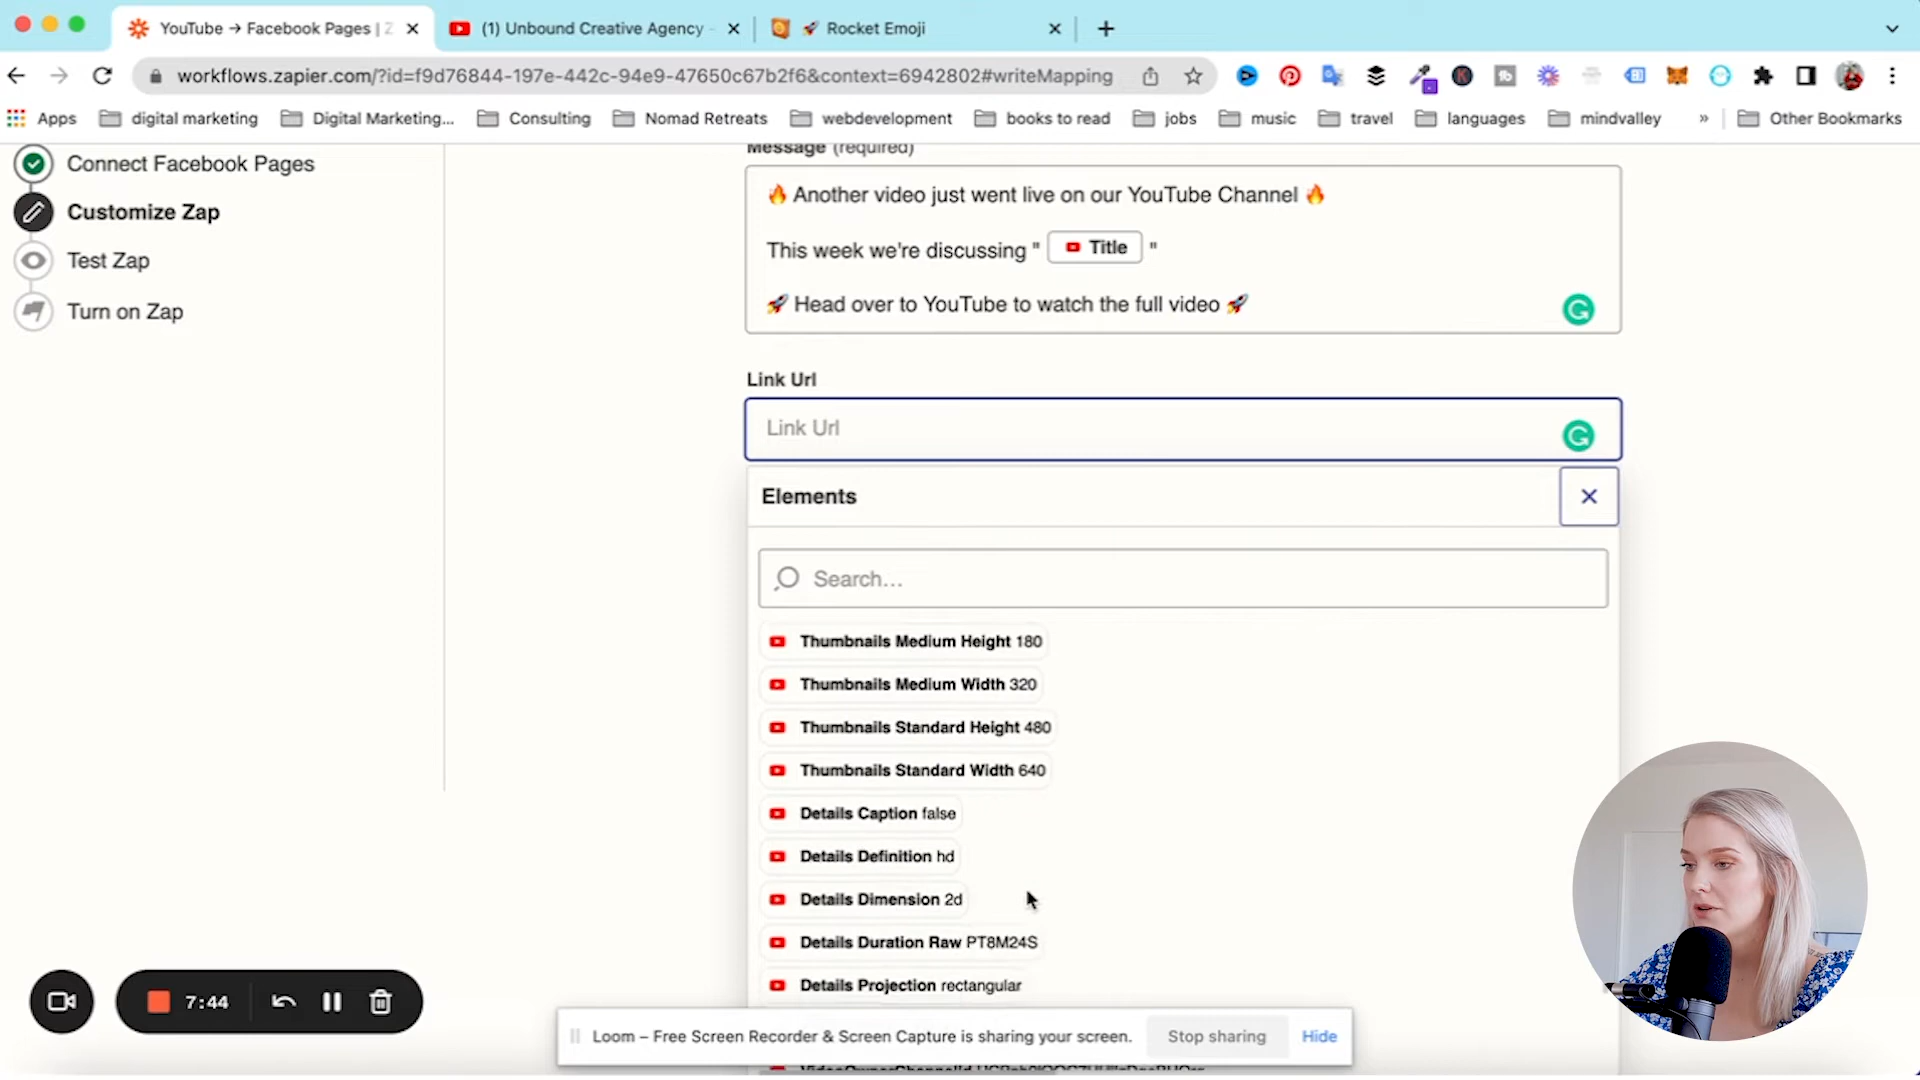 YouTube → Facebook Pages | Z
(1) Unbound Creative Agency -
🚀 Rocket Emoji
workflows.zapier.com/?id=f9d76844-197e-442c-94e9-47650c67b2f6&context=6942802#writeMapping
Apps
digital marketing
Digital Marketing...
Consulting
Nomad Retreats
webdevelopment
books to read
jobs
music
travel
languages
mindvalley
»
Other Bookmarks
Connect Facebook Pages
Customize Zap
Test Zap
Turn on Zap
Message (required)
🔥 Another video just went live on our YouTube Channel 🔥
This week we're discussing " Title "
🚀 Head over to YouTube to watch the full video 🚀
Link Url
Link Url
Elements
Search...
Thumbnails Medium Height 180
Thumbnails Medium Width 320
Thumbnails Standard Height 480
Thumbnails Standard Width 640
Details Caption false
Details Definition hd
Details Dimension 2d
Details Duration Raw PT8M24S
Details Projection rectangular
7:44
Loom – Free Screen Recorder & Screen Capture is sharing your screen.
Stop sharing
Hide